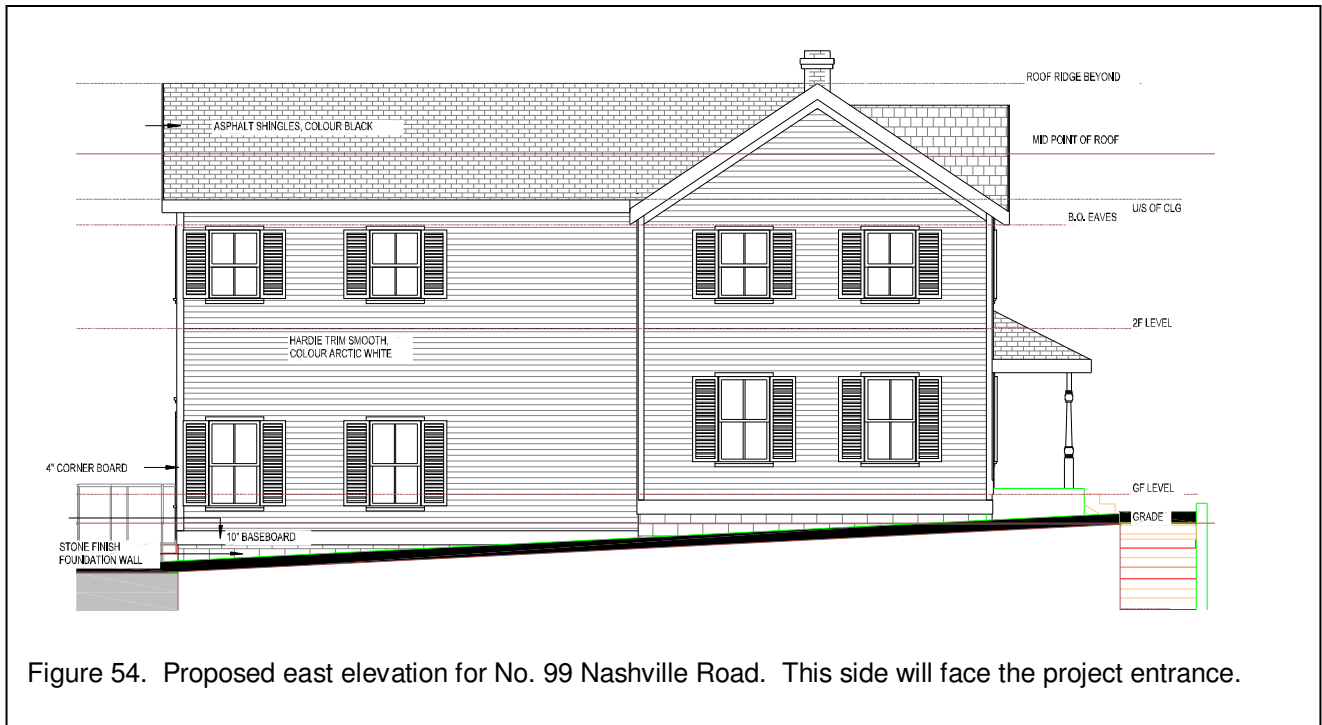 ROOF RIDGE BEYOND
ASPHALT SHINGLES, COLOUR BLACK
MID POINT OF ROOF
U/S OF CLG
B.O. EAVES
2F LEVEL
HARDIE TRIM SMOOTH,
COLOUR ARCTIC WHITE
4" CORNER BOARD
GF LEVEL
GRADE
10" BASEBOARD
STONE FINISH
FOUNDATION WALL
Figure 54. Proposed east elevation for No. 99 Nashville Road. This side will face the project entrance.